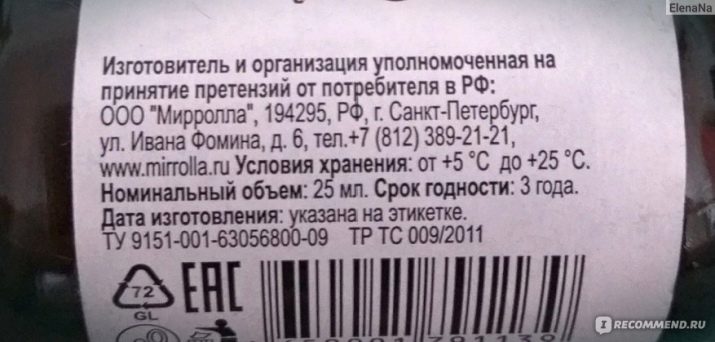 ElenaNa
Изготовитель и организация уполномоченная на
принятие претензий от потребителя в РФ:
ООО "Мирролла", 194295, РФ, г. Санкт-Петербург,
ул. Ивана Фомина, д. 6, тел.+7 (812) 389-21-21,
www.mirrolla.ru Условия хранения: от +5 °С до +25 °С.
Номинальный объем: 25 мл. Срок годности: 3 года.
Дата изготовления: указана на этикетке.
ТУ 9151-001-63056800-09 ТР ТС 009/2011
72
GL
EAC
IRECOMMEND.RU